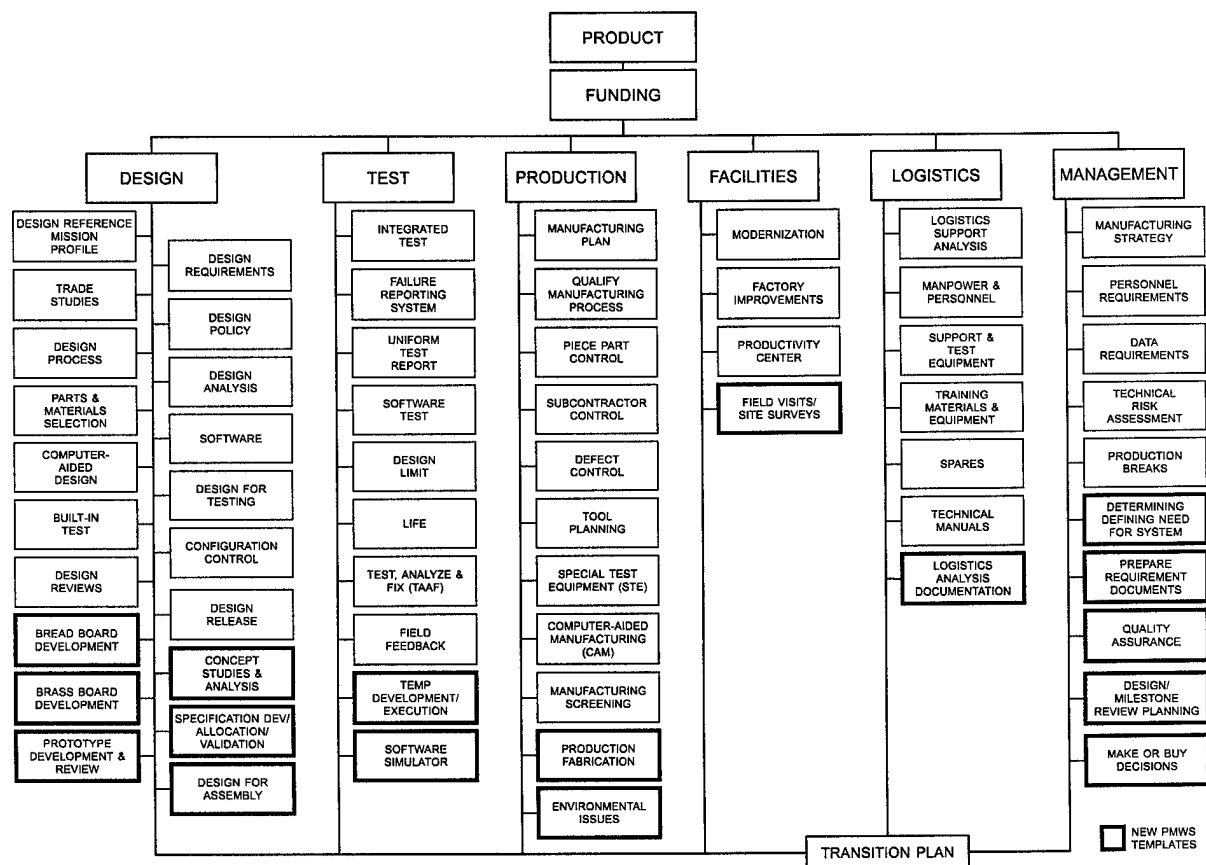 PRODUCT
FUNDING
DESIGN
TEST
PRODUCTION
FACILITIES
LOGISTICS
MANAGEMENT
DESIGN REFERENCE
MISSION
PROFILE
TRADE
STUDIES
DESIGN
PROCESS
PARTS &
MATERIALS
SELECTION
COMPUTER-
AIDED
DESIGN
BUILT-IN
TEST
DESIGN
REVIEWS
BREAD BOARD
DEVELOPMENT
BRASS BOARD
DEVELOPMENT
PROTOTYPE
DEVELOPMENT &
REVIEW
DESIGN
REQUIREMENTS
DESIGN
POLICY
DESIGN
ANALYSIS
SOFTWARE
DESIGN FOR
TESTING
CONFIGURATION
CONTROL
DESIGN
RELEASE
CONCEPT
STUDIES &
ANALYSIS
SPECIFICATION DEV/
ALLOCATION/
VALIDATION
DESIGN FOR
ASSEMBLY
INTEGRATED
TEST
FAILURE
REPORTING
SYSTEM
UNIFORM
TEST
REPORT
SOFTWARE
TEST
DESIGN
LIMIT
LIFE
TEST, ANALYZE &
FIX (TAAF)
FIELD
FEEDBACK
TEMP
DEVELOPMENT/
EXECUTION
SOFTWARE
SIMULATOR
MANUFACTURING
PLAN
QUALIFY
MANUFACTURING
PROCESS
PIECE PART
CONTROL
SUBCONTRACTOR
CONTROL
DEFECT
CONTROL
TOOL
PLANNING
SPECIAL TEST
EQUIPMENT (STE)
COMPUTER-AIDED
MANUFACTURING
(CAM)
MANUFACTURING
SCREENING
PRODUCTION
FABRICATION
ENVIRONMENTAL
ISSUES
MODERNIZATION
FACTORY
IMPROVEMENTS
PRODUCTIVITY
CENTER
FIELD VISITS/
SITE SURVEYS
LOGISTICS
SUPPORT
ANALYSIS
MANPOWER &
PERSONNEL
SUPPORT &
TEST
EQUIPMENT
TRAINING
MATERIALS &
EQUIPMENT
SPARES
TECHNICAL
MANUALS
LOGISTICS
ANALYSIS
DOCUMENTATION
MANUFACTURING
STRATEGY
PERSONNEL
REQUIREMENTS
DATA
REQUIREMENTS
TECHNICAL
RISK
ASSESSMENT
PRODUCTION
BREAKS
DETERMINING
DEFINING NEED
FOR SYSTEM
PREPARE
REQUIREMENT
DOCUMENTS
QUALITY
ASSURANCE
DESIGN/
MILESTONE
REVIEW PLANNING
MAKE OR BUY
DECISIONS
TRANSITION PLAN
NEW PMWS
TEMPLATES